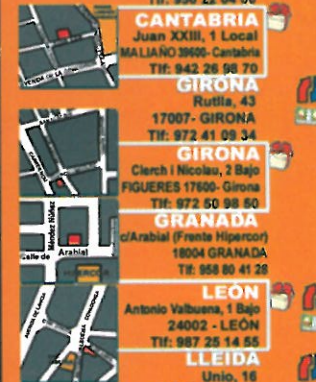 CANTABRIA
Juan XXIII, 1 Local
MALIAÑO 39600- Cantabria
Tlf: 942 26 98 70
GIRONA
Rutlla, 43
17007- GIRONA
Tlf: 972 41 09 34
GIRONA
Clerch i Nicolau, 2 Bajo
FIGUERES 17600- Girona
Tlf: 972 50 98 50
Méndez Núñez
Calle de Arabial
HIPERCOR
GRANADA
c/Arabial (Frente Hipercor)
18004 GRANADA
Tlf: 958 80 41 28
LEÓN
Antonio Valbuena, 1 Bajo
24002 - LEÓN
Tlf: 987 25 14 55
LLEIDA
Unio, 16